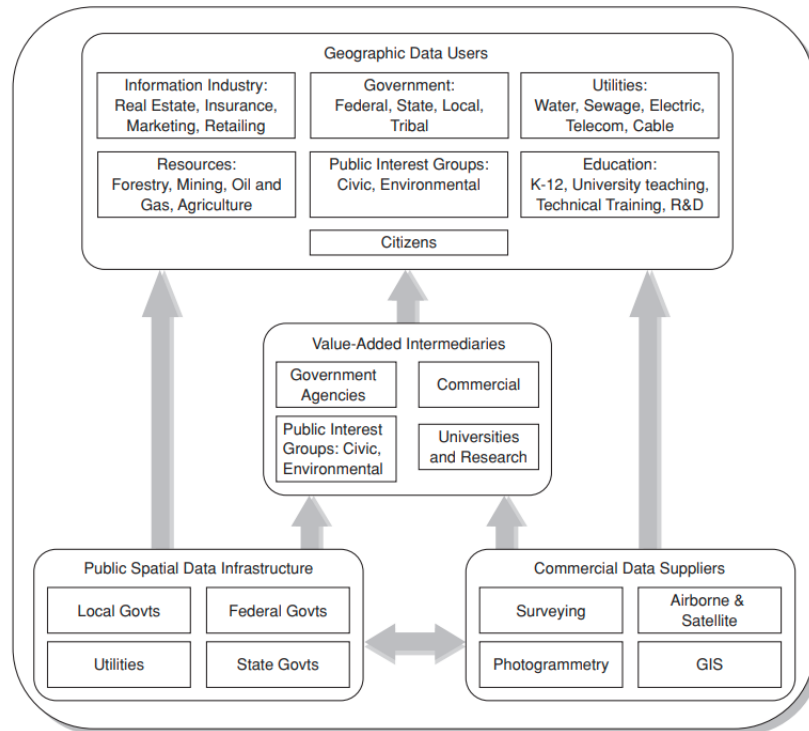 Geographic Data Users
Information Industry:
Real Estate, Insurance,
Marketing, Retailing
Government:
Federal, State, Local,
Tribal
Utilities:
Water, Sewage, Electric,
Telecom, Cable
Resources:
Forestry, Mining, Oil and
Gas, Agriculture
Public Interest Groups:
Civic, Environmental
Education:
K-12, University teaching,
Technical Training, R&D
Citizens
Value-Added Intermediaries
Government
Agencies
Commercial
Public Interest
Groups: Civic,
Environmental
Universities
and Research
Public Spatial Data Infrastructure
Local Govts
Federal Govts
Utilities
State Govts
Commercial Data Suppliers
Surveying
Airborne &
Satellite
Photogrammetry
GIS